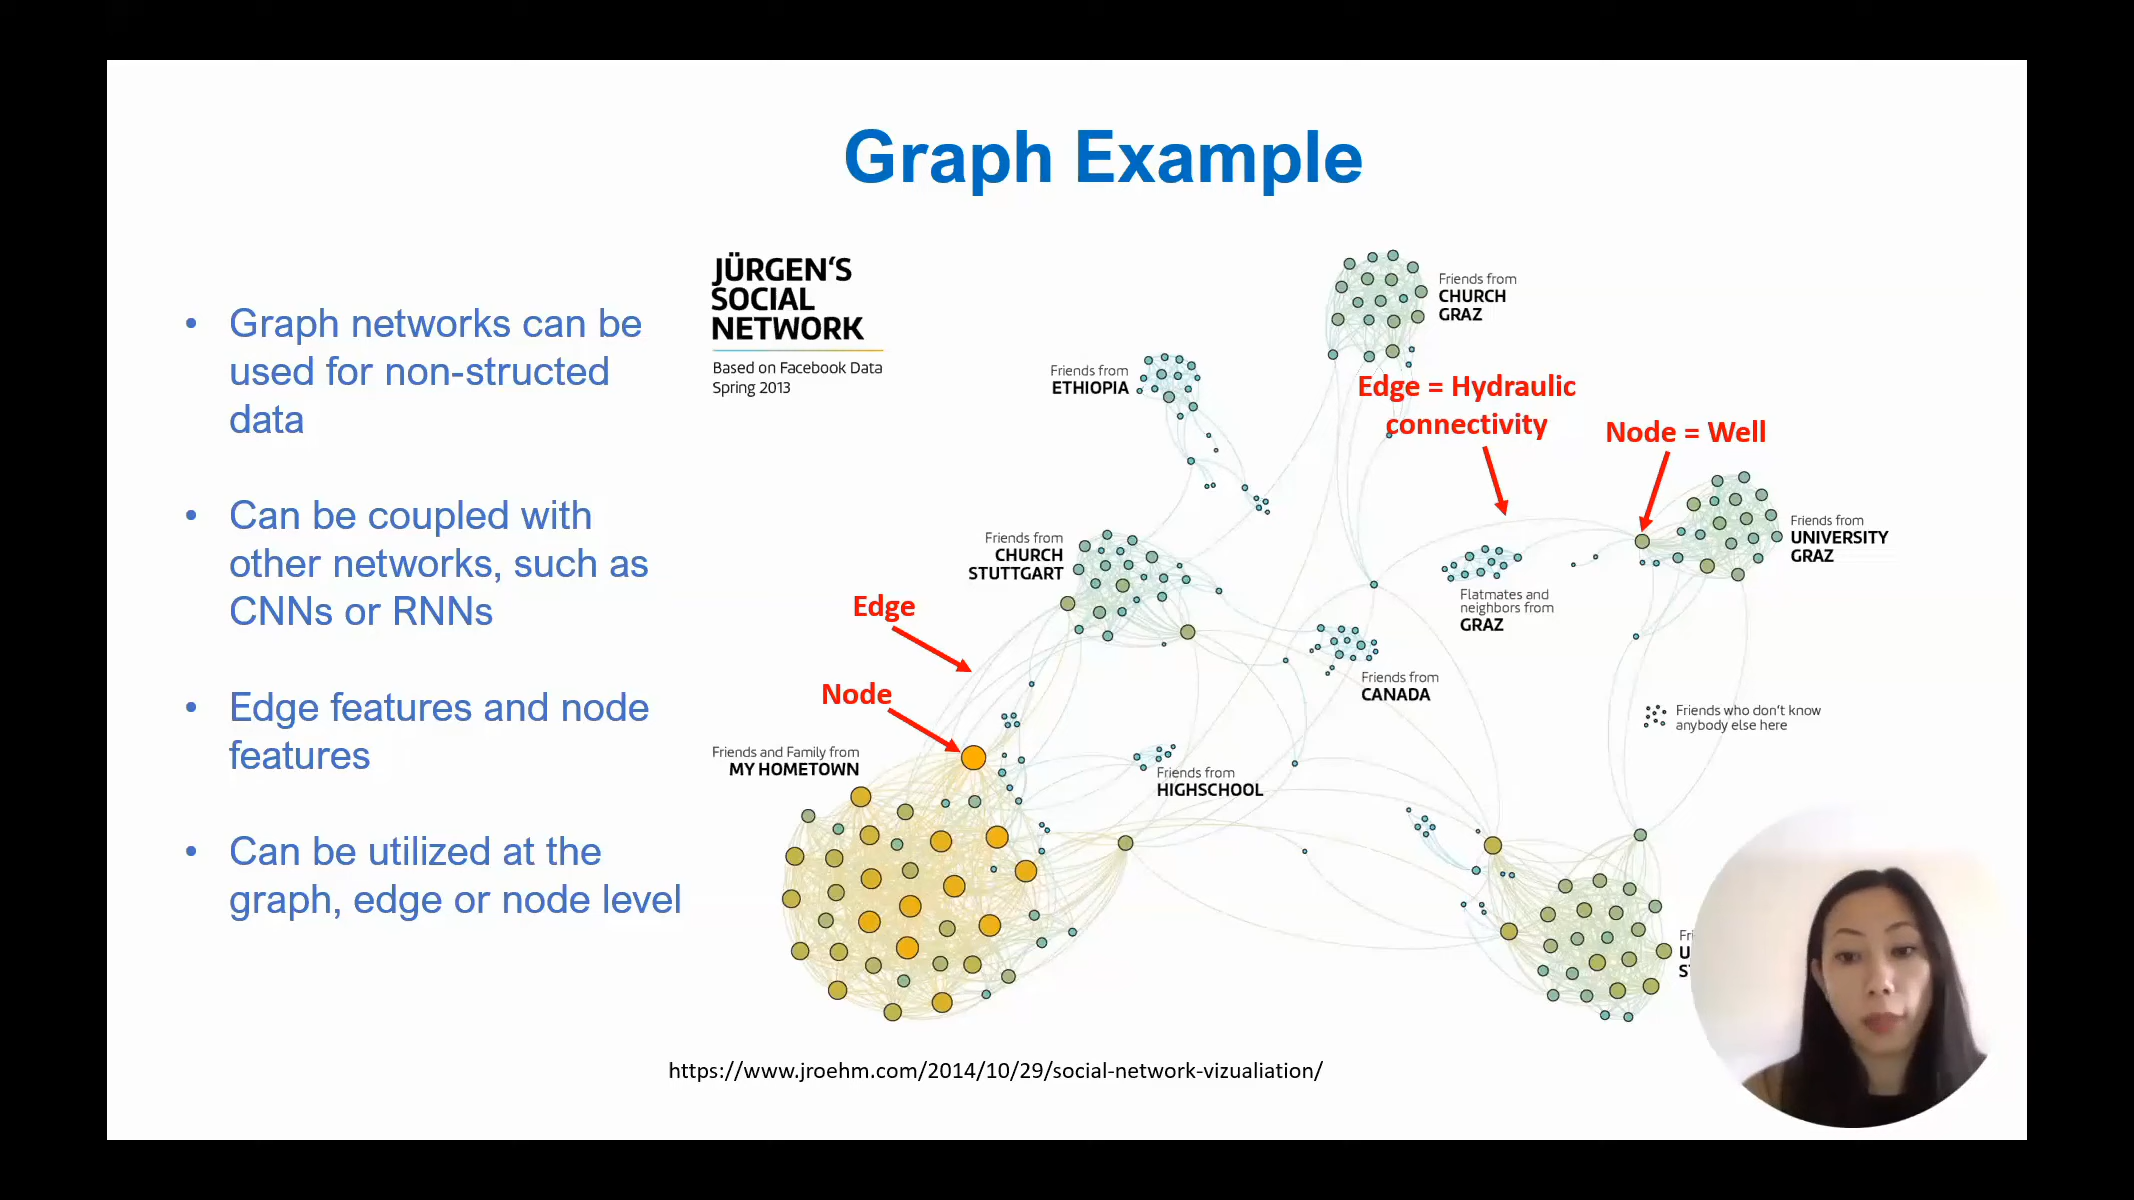 Graph Example
• Graph networks can be
used for non-structed
data
• Can be coupled with
other networks, such as
CNNs or RNNs
• Edge features and node
features
• Can be utilized at the
graph, edge or node level
JÜRGEN‘S
SOCIAL
NETWORK
Based on Facebook Data
Spring 2013
Friends from
CHURCH
GRAZ
Friends from
ETHIOPIA
Edge = Hydraulic
connectivity
Node = Well
Friends from
UNIVERSITY
GRAZ
Friends from
CHURCH
STUTTGART
Flatmates and
neighbors from
GRAZ
Edge
Node
Friends from
CANADA
Friends who don't know
anybody else here
Friends and Family from
MY HOMETOWN
Friends from
HIGHSCHOOL
https://www.jroehm.com/2014/10/29/social-network-vizualiation/